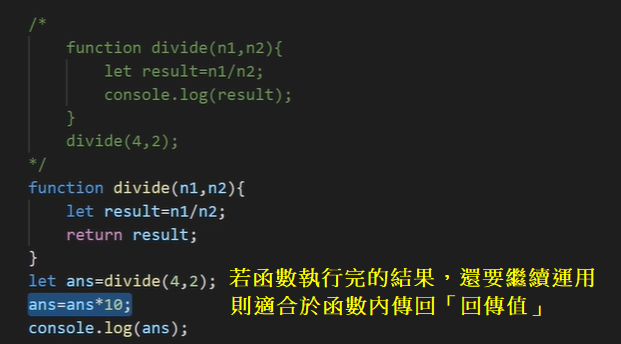 /*
function divide(n1,n2){
let result=n1/n2;
console.log(result);
}
divide(4,2);
*/
function divide(n1,n2){
let result=n1/n2;
return result;
}
let ans=divide(4,2);
若函數執行完的結果，還要繼續運用
ans=ans*10;
則適合於函數內傳回「回傳值」
console.log(ans);